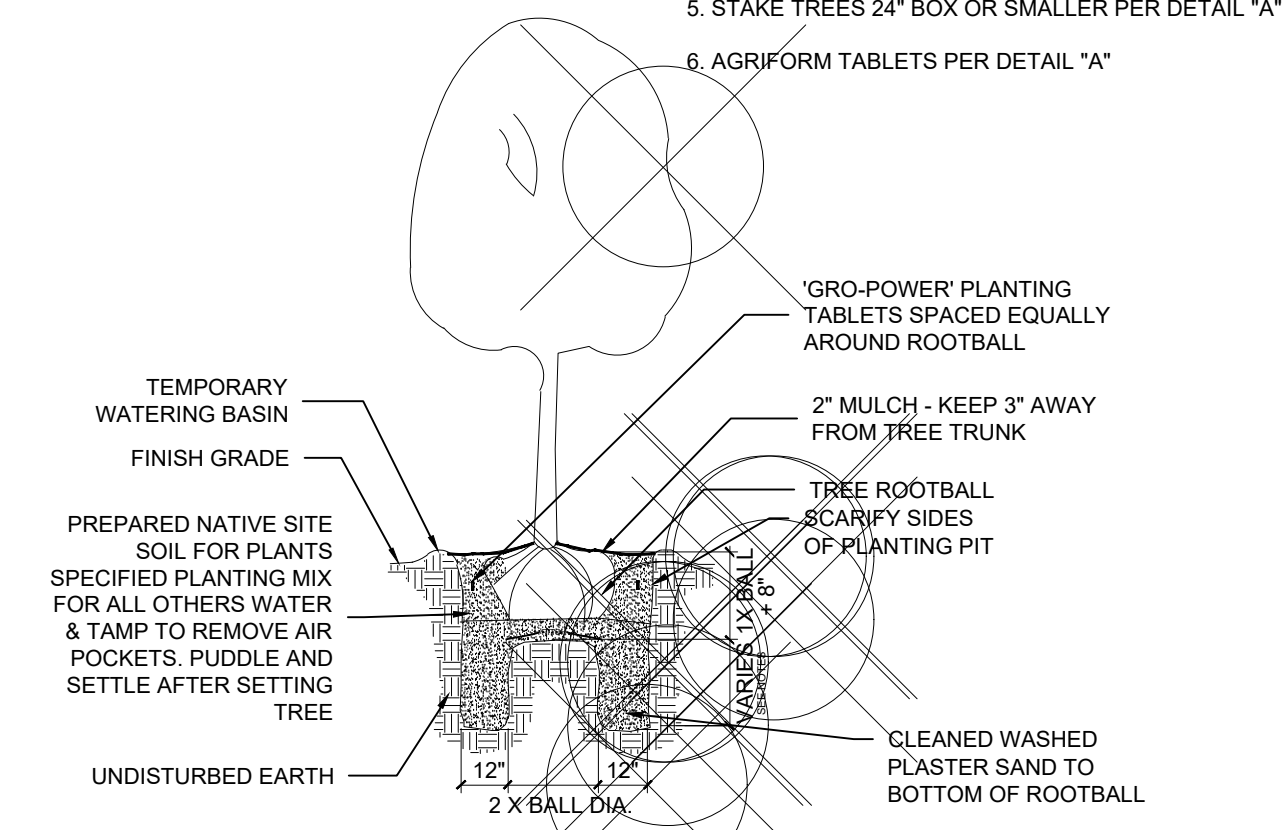 5. STAKE TREES 24" BOX OR SMALLER PER DETAIL "A"
6. AGRIFORM TABLETS PER DETAIL "A"
'GRO-POWER' PLANTING
TABLETS SPACED EQUALLY
AROUND ROOTBALL
TEMPORARY
WATERING BASIN
2" MULCH - KEEP 3" AWAY
FROM TREE TRUNK
FINISH GRADE
TREE ROOTBALL
SCARIFY SIDES
OF PLANTING PIT
PREPARED NATIVE SITE
SOIL FOR PLANTS
SPECIFIED PLANTING MIX
FOR ALL OTHERS WATER
& TAMP TO REMOVE AIR
POCKETS. PUDDLE AND
SETTLE AFTER SETTING
TREE
VARIES 1X BALL
+ 8"
SEE NOTES
CLEANED WASHED
PLASTER SAND TO
BOTTOM OF ROOTBALL
UNDISTURBED EARTH
12"
12"
2 X BALL DIA.